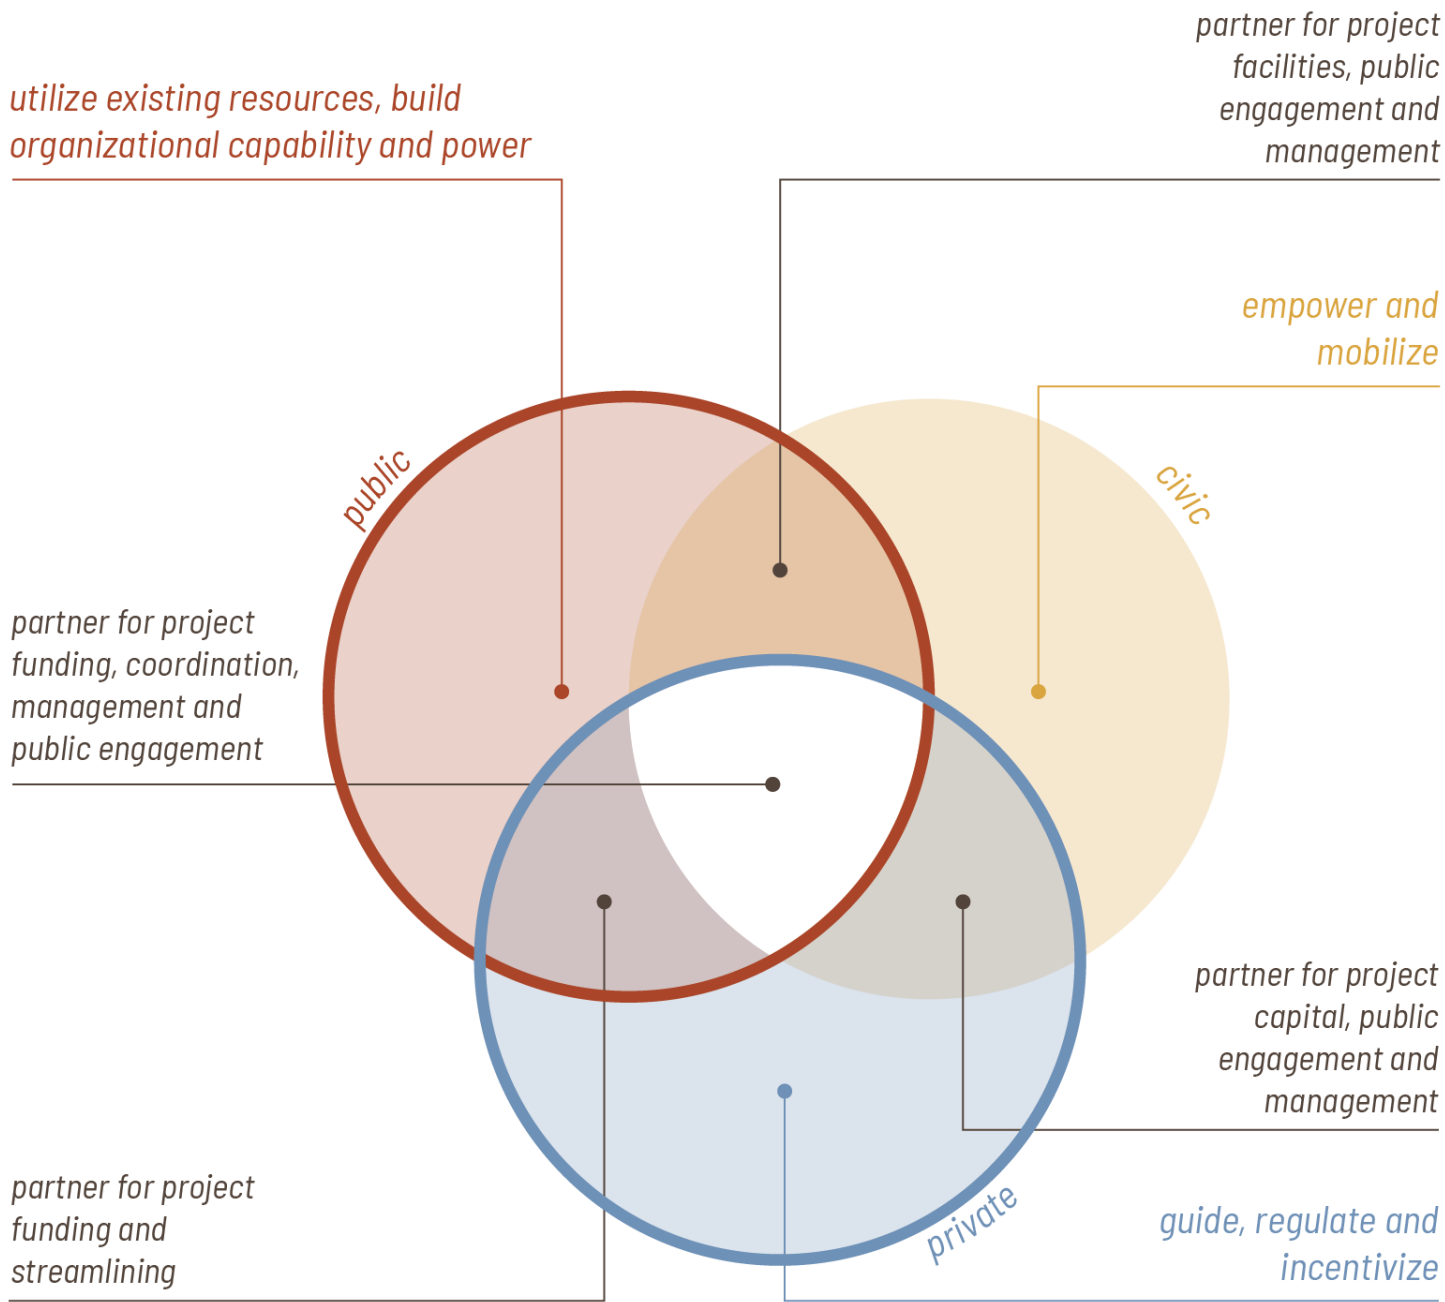 partner for project
facilities, public
engagement and
management
utilize existing resources, build
organizational capability and power
empower and
mobilize
public
civic
partner for project
funding, coordination,
management and
public engagement
partner for project
capital, public
engagement and
management
partner for project
funding and
streamlining
private
guide, regulate and
incentivize